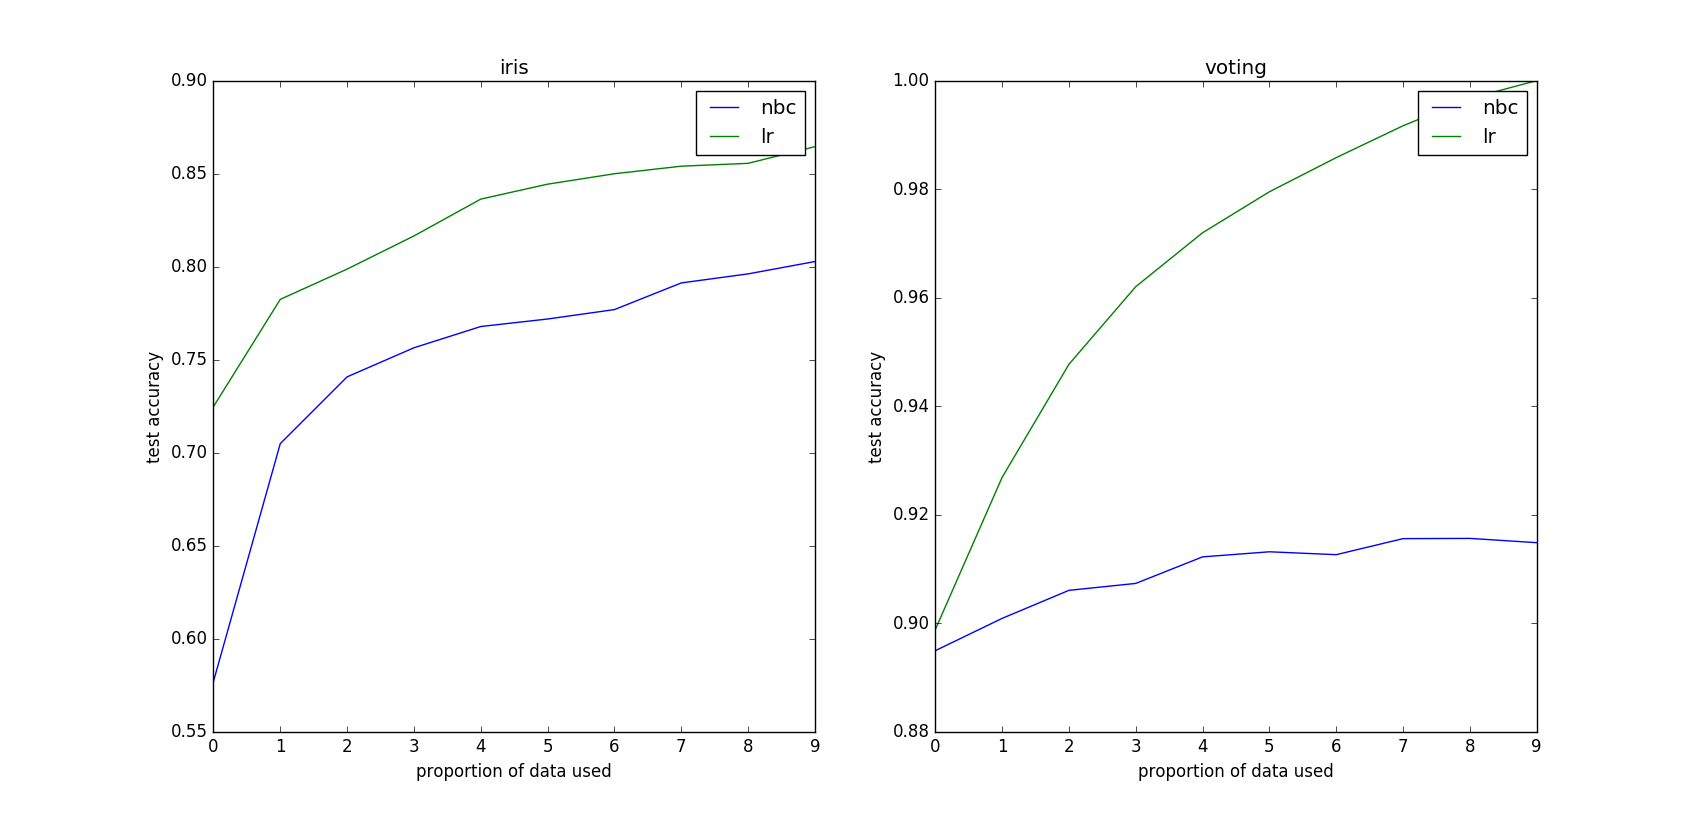 iris
0.90
0.85
0.80
0.75
0.70
0.65
0.60
0.55
test accuracy
nbc
lr
0 1 2 3 4 5 6 7 8 9
proportion of data used
voting
1.00
0.98
0.96
0.94
0.92
0.90
0.88
test accuracy
nbc
lr
0 1 2 3 4 5 6 7 8 9
proportion of data used